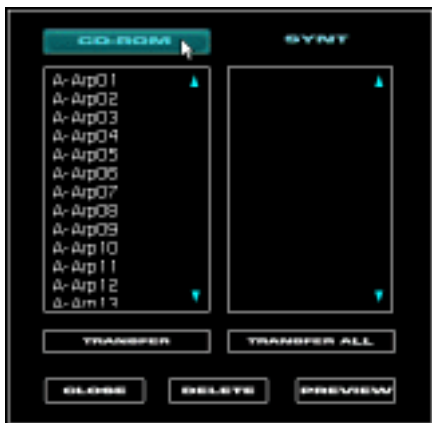 CD-ROM
SYNT
A-Arp01
A-Arp02
A-Arp03
A-Arp04
A-Arp05
A-Arp06
A-Arp07
A-Arp08
A-Arp09
A-Arp10
A-Arp11
A-Arp12
A-Arp13
TRANSFER
TRANSFER ALL
CLOSE
DELETE
PREVIEW